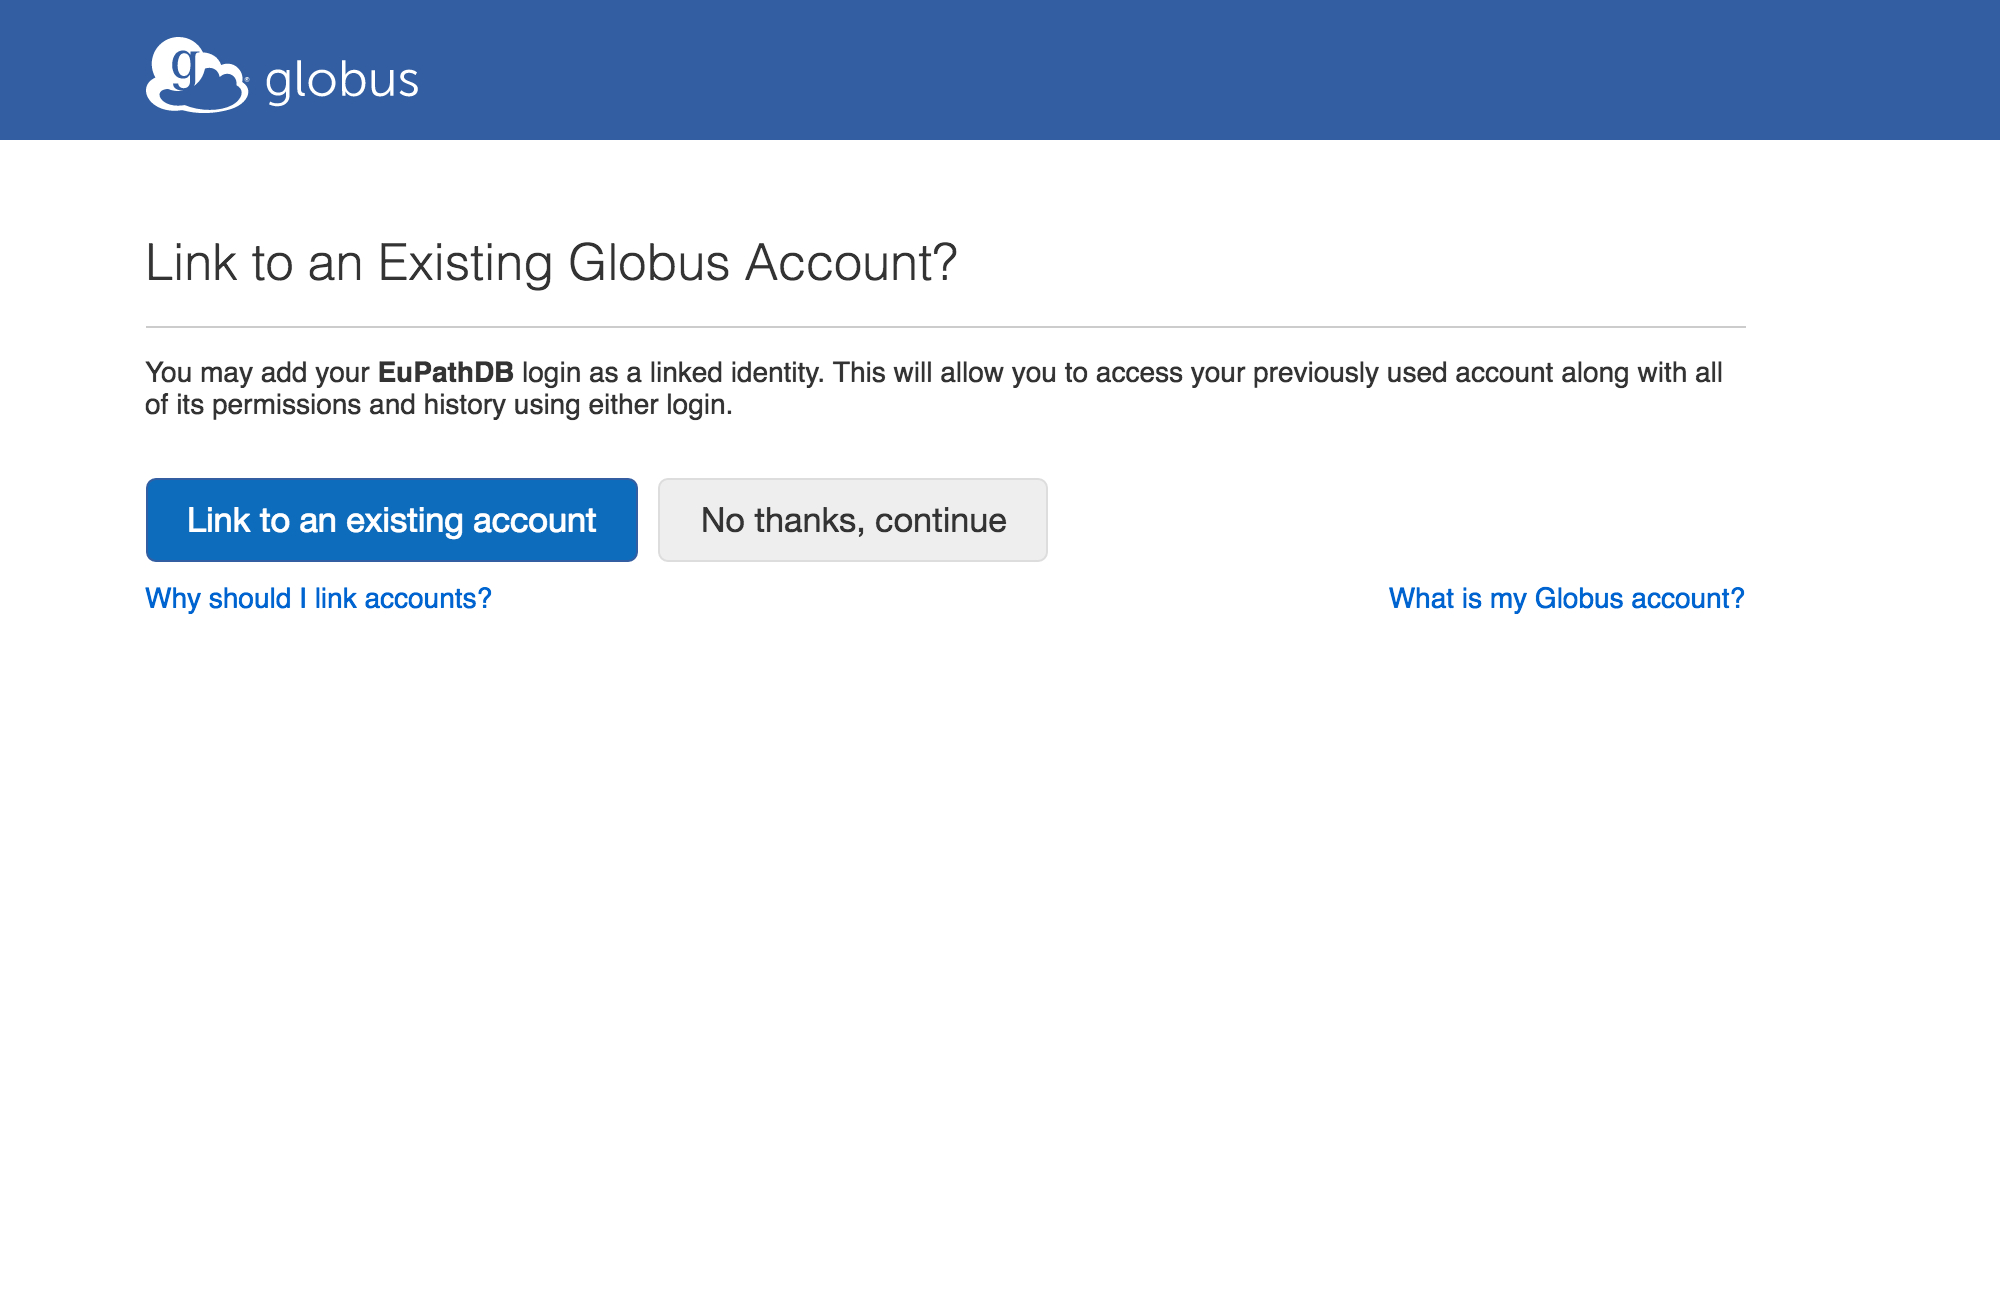 globus
Link to an Existing Globus Account?
You may add your EuPathDB login as a linked identity. This will allow you to access your previously used account along with all
of its permissions and history using either login.
Link to an existing account
No thanks, continue
Why should I link accounts?
What is my Globus account?